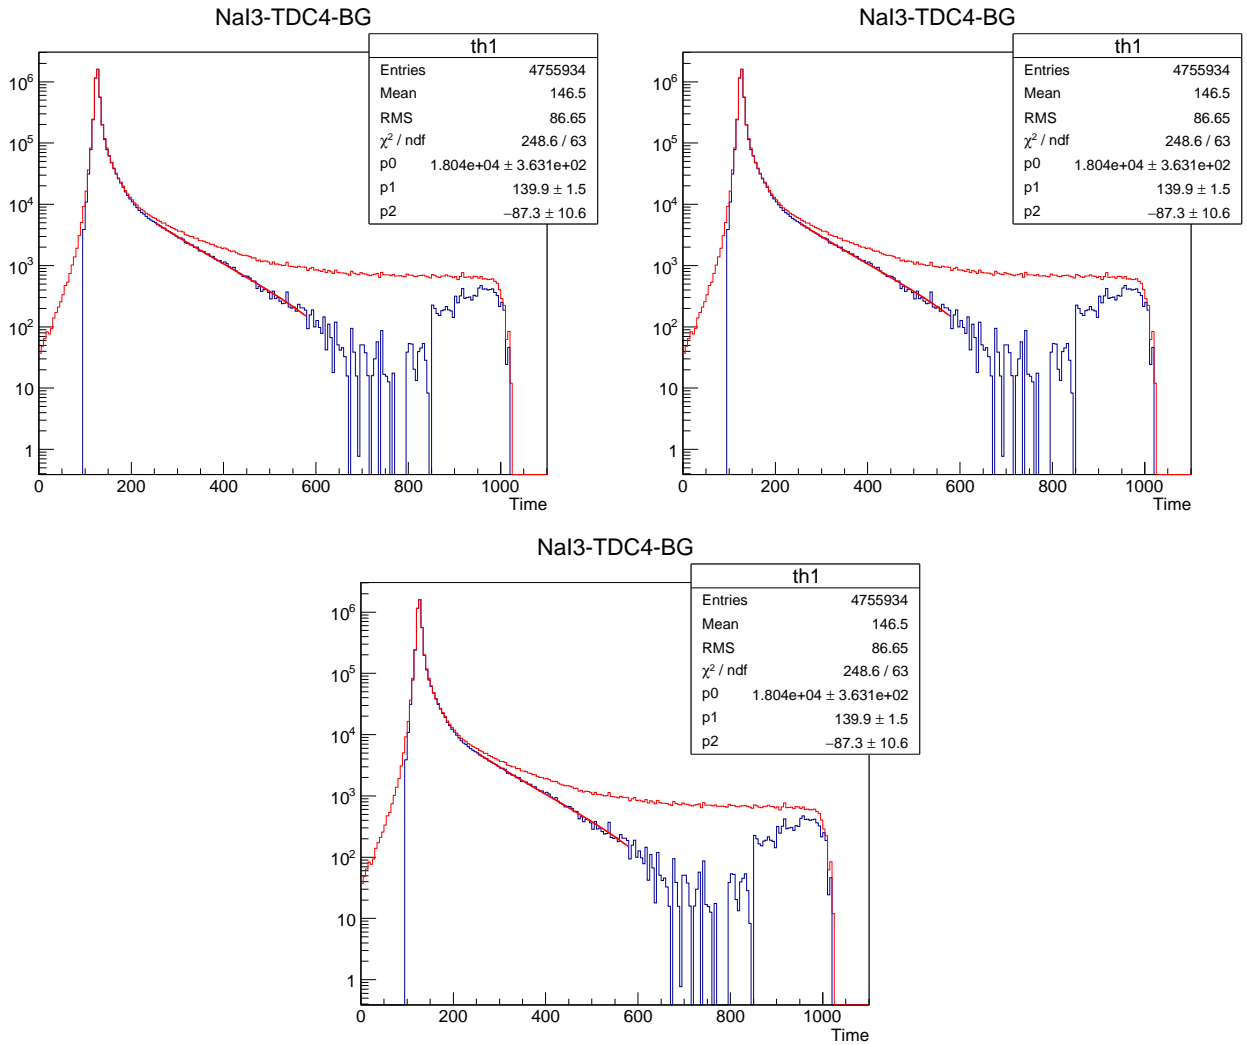 NaI3-TDC4-BG
th1
Entries 4755934
Mean 146.5
RMS 86.65
χ² / ndf 248.6 / 63
p0 1.804e+04 ± 3.631e+02
p1 139.9 ± 1.5
p2 −87.3 ± 10.6
10⁶
10⁵
10⁴
10³
10²
10
1
0 200 400 600 800 1000
Time
NaI3-TDC4-BG
th1
Entries 4755934
Mean 146.5
RMS 86.65
χ² / ndf 248.6 / 63
p0 1.804e+04 ± 3.631e+02
p1 139.9 ± 1.5
p2 −87.3 ± 10.6
10⁶
10⁵
10⁴
10³
10²
10
1
0 200 400 600 800 1000
Time
NaI3-TDC4-BG
th1
Entries 4755934
Mean 146.5
RMS 86.65
χ² / ndf 248.6 / 63
p0 1.804e+04 ± 3.631e+02
p1 139.9 ± 1.5
p2 −87.3 ± 10.6
10⁶
10⁵
10⁴
10³
10²
10
1
0 200 400 600 800 1000
Time